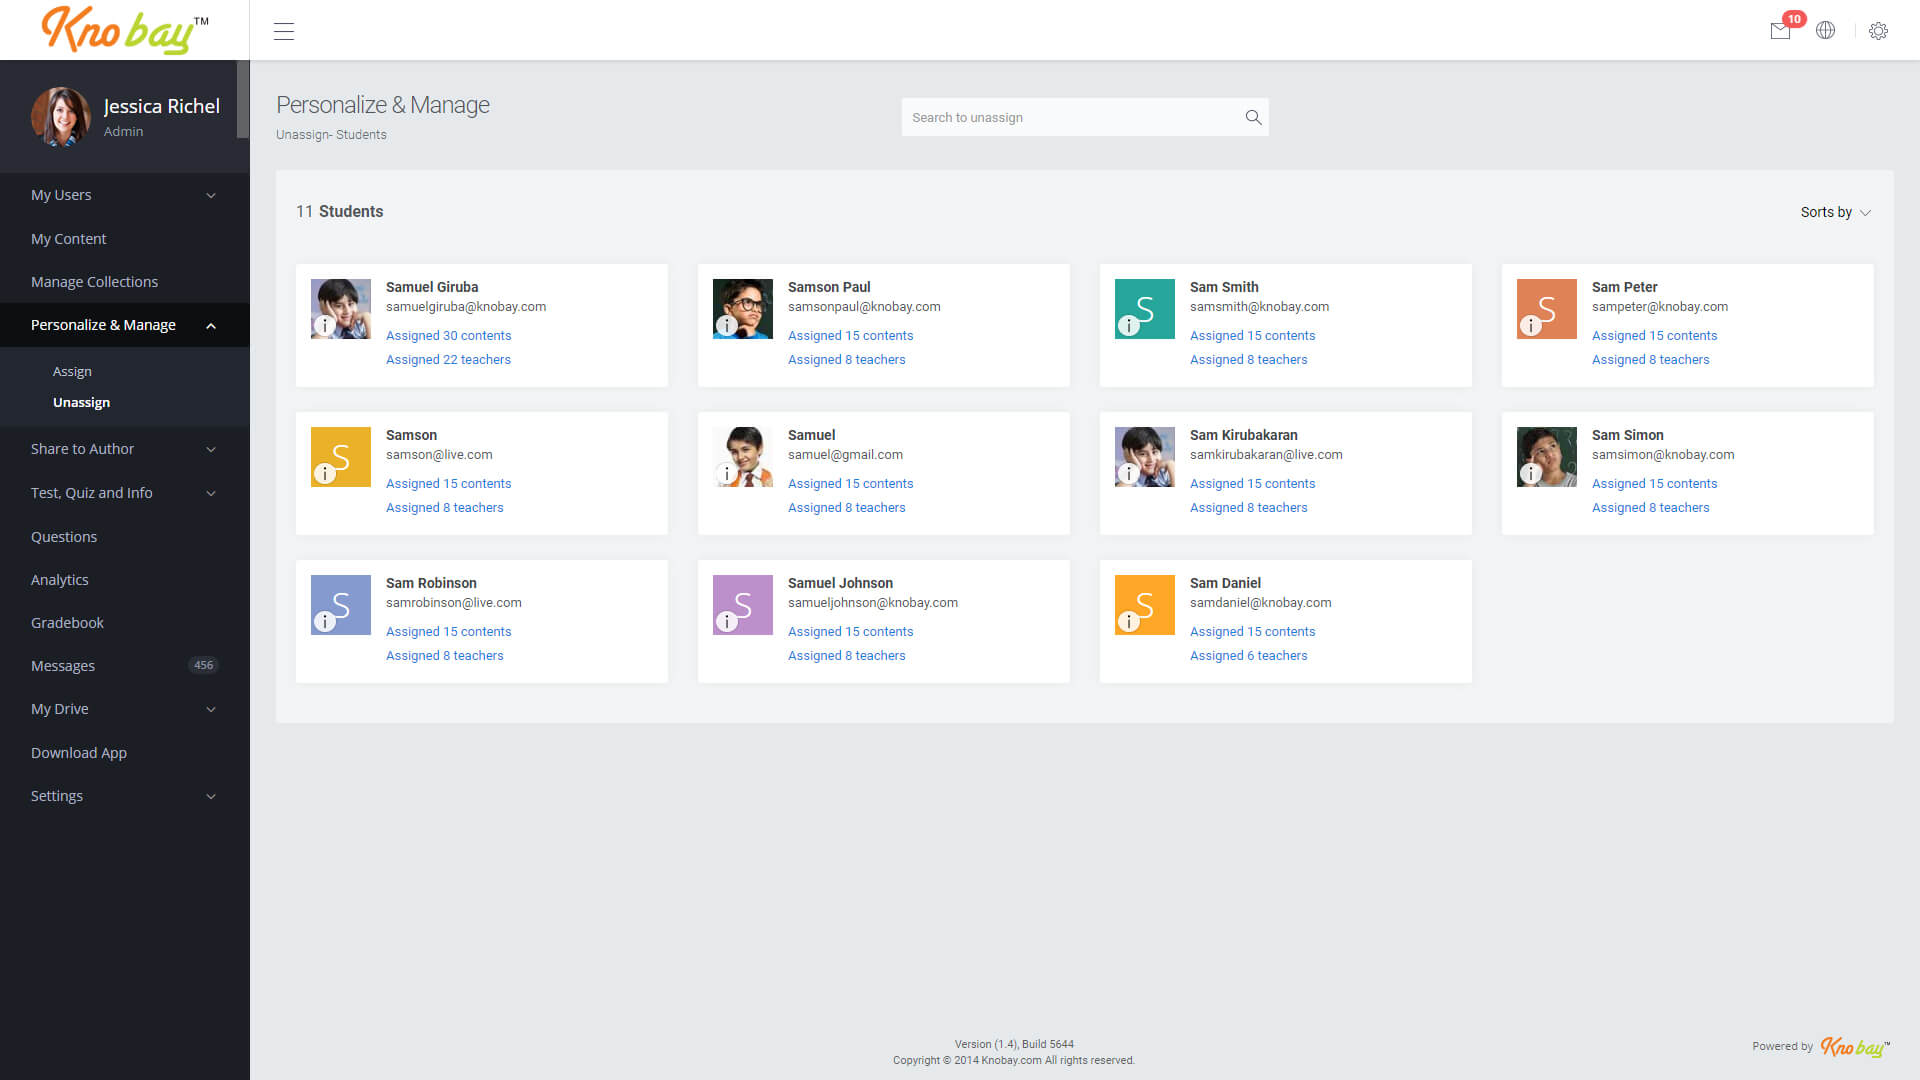 Kno bay™
10
Jessica Richel
Admin
My Users
My Content
Manage Collections
Personalize & Manage
Assign
Unassign
Share to Author
Test, Quiz and Info
Questions
Analytics
Gradebook
Messages 456
My Drive
Download App
Settings
Personalize & Manage
Unassign- Students
Search to unassign
11 Students
Sorts by
Samuel Giruba
samuelgiruba@knobay.com
Assigned 30 contents
Assigned 22 teachers
Samson Paul
samsonpaul@knobay.com
Assigned 15 contents
Assigned 8 teachers
S
Sam Smith
samsmith@knobay.com
Assigned 15 contents
Assigned 8 teachers
S
Sam Peter
sampeter@knobay.com
Assigned 15 contents
Assigned 8 teachers
S
Samson
samson@live.com
Assigned 15 contents
Assigned 8 teachers
Samuel
samuel@gmail.com
Assigned 15 contents
Assigned 8 teachers
Sam Kirubakaran
samkirubakaran@live.com
Assigned 15 contents
Assigned 8 teachers
Sam Simon
samsimon@knobay.com
Assigned 15 contents
Assigned 8 teachers
S
Sam Robinson
samrobinson@live.com
Assigned 15 contents
Assigned 8 teachers
S
Samuel Johnson
samueljohnson@knobay.com
Assigned 15 contents
Assigned 8 teachers
S
Sam Daniel
samdaniel@knobay.com
Assigned 15 contents
Assigned 6 teachers
Version (1.4), Build 5644
Copyright © 2014 Knobay.com All rights reserved.
Powered by Kno bay™